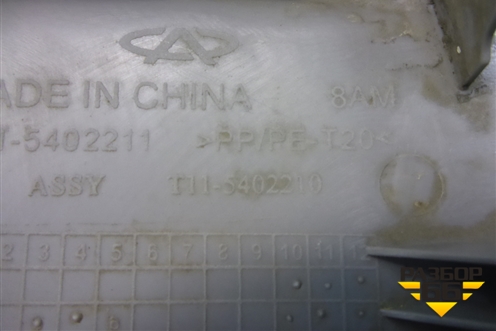 ADE IN CHINA 8AM
-5402211 >PP/PE-T20<
ASSY T11-5402210
2 3 4 5 6 7 8 9 10 11 12
РАЗБОР